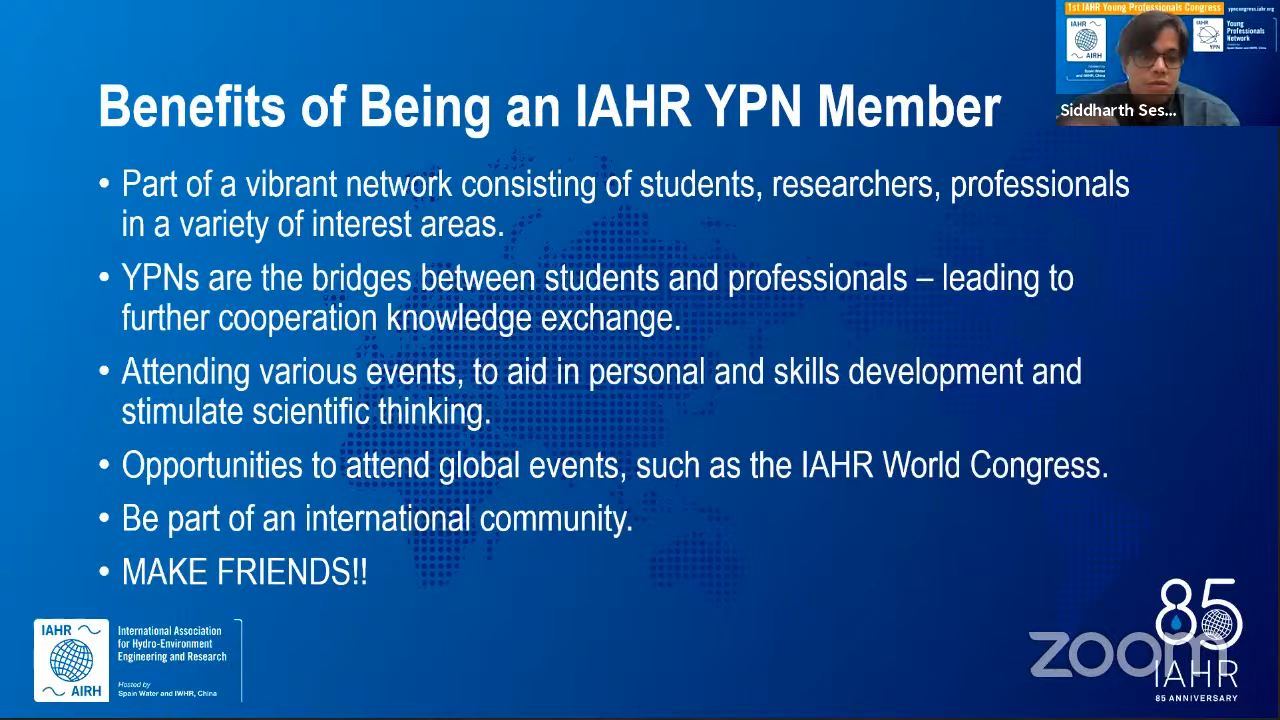 1st IAHR Young Professionals Congress
ypncongress.iahr.org
IAHR
AIRH
IAHR
YPN
Young
Professionals
Network
Siddharth Ses...
Benefits of Being an IAHR YPN Member
• Part of a vibrant network consisting of students, researchers, professionals
in a variety of interest areas.
• YPNs are the bridges between students and professionals – leading to
further cooperation knowledge exchange.
• Attending various events, to aid in personal and skills development and
stimulate scientific thinking.
• Opportunities to attend global events, such as the IAHR World Congress.
• Be part of an international community.
• MAKE FRIENDS!!
IAHR
AIRH
International Association
for Hydro-Environment
Engineering and Research
Hosted by
Spain Water and IWHR, China
85
zoom
IAHR
85 ANNIVERSARY